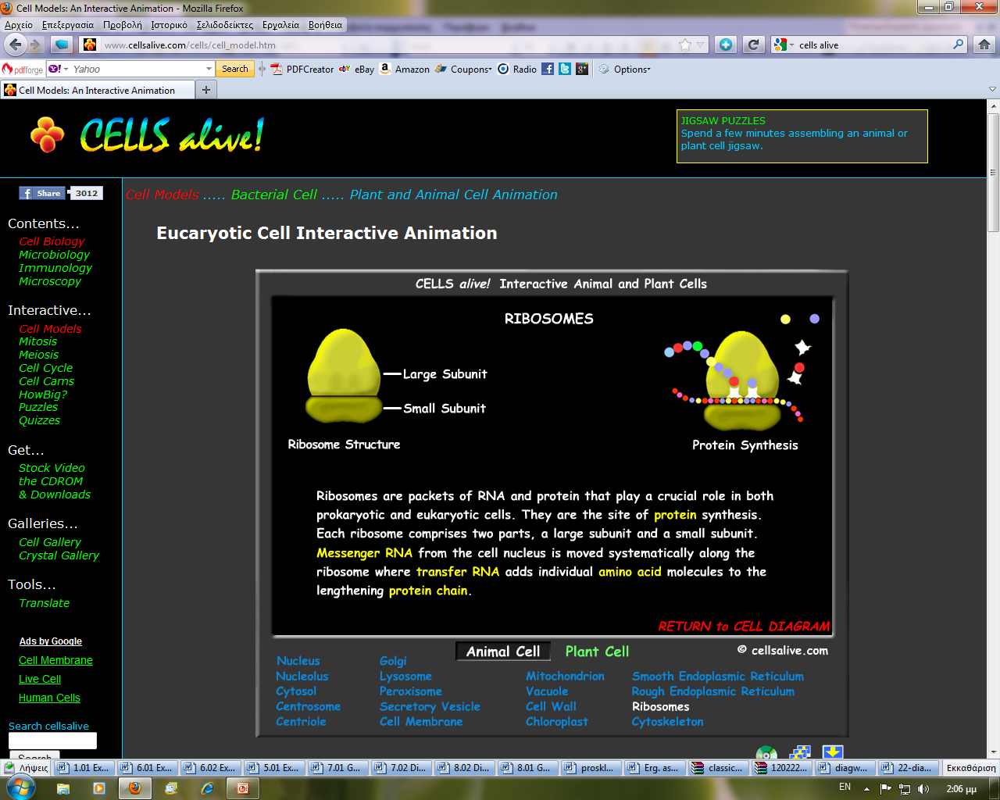 Cell Models: An Interactive Animation - Mozilla Firefox
Αρχείο Επεξεργασία Προβολή Ιστορικό Σελιδοδείκτες Εργαλεία Βοήθεια
www.cellsalive.com/cells/cell_model.htm
cells alive
pdfforge
Y! Yahoo
Search
PDFCreator
eBay
Amazon
Coupons
Radio
Options
Cell Models: An Interactive Animation
CELLS alive!
JIGSAW PUZZLES
Spend a few minutes assembling an animal or
plant cell jigsaw.
Share 3012
Cell Models ..... Bacterial Cell ..... Plant and Animal Cell Animation
Contents...
Cell Biology
Microbiology
Immunology
Microscopy
Interactive...
Cell Models
Mitosis
Meiosis
Cell Cycle
Cell Cams
HowBig?
Puzzles
Quizzes
Get...
Stock Video
the CDROM
& Downloads
Galleries...
Cell Gallery
Crystal Gallery
Tools...
Translate
Ads by Google
Cell Membrane
Live Cell
Human Cells
Search cellsalive
Search
Eucaryotic Cell Interactive Animation
CELLS alive! Interactive Animal and Plant Cells
RIBOSOMES
Large Subunit
Small Subunit
Ribosome Structure
Protein Synthesis
Ribosomes are packets of RNA and protein that play a crucial role in both
prokaryotic and eukaryotic cells. They are the site of protein synthesis.
Each ribosome comprises two parts, a large subunit and a small subunit.
Messenger RNA from the cell nucleus is moved systematically along the
ribosome where transfer RNA adds individual amino acid molecules to the
lengthening protein chain.
RETURN to CELL DIAGRAM
Animal Cell Plant Cell
© cellsalive.com
Nucleus
Nucleolus
Cytosol
Centrosome
Centriole
Golgi
Lysosome
Peroxisome
Secretory Vesicle
Cell Membrane
Mitochondrion
Vacuole
Cell Wall
Chloroplast
Smooth Endoplasmic Reticulum
Rough Endoplasmic Reticulum
Ribosomes
Cytoskeleton
Λήψεις 1.01 Ex... 6.01 Ex... 6.02 Ex... 5.01 Ex... 7.01 G... 7.02 Di... 8.02 Di... 8.01 G... proskl... Erg. as... classic... 120222... diagw... 22-dia... Εκκαθάριση
EN 2:06 μμ